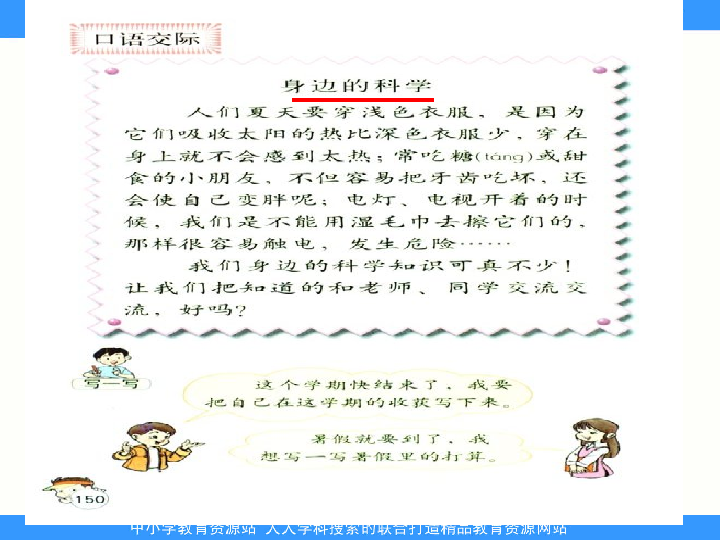 口语交际
身边的科学
人们夏天要穿浅色衣服，是因为
它们吸收太阳的热比深色衣服少，穿在
身上就不会感到太热；常吃糖(táng)或甜
食的小朋友，不但容易把牙齿吃坏，还
会使自己变胖呢；电灯、电视开着的时
候，我们是不能用湿毛巾去擦它们的，
那样很容易触电，发生危险……
我们身边的科学知识可真不少！
让我们把知道的和老师、同学交流交
流，好吗？
写一写
这个学期快结束了，我要
把自己在这学期的收获写下来。
暑假就要到了，我
想写一写暑假里的打算。
150
中小学教育资源站 人人学科搜索的联合打造精品教育资源网站